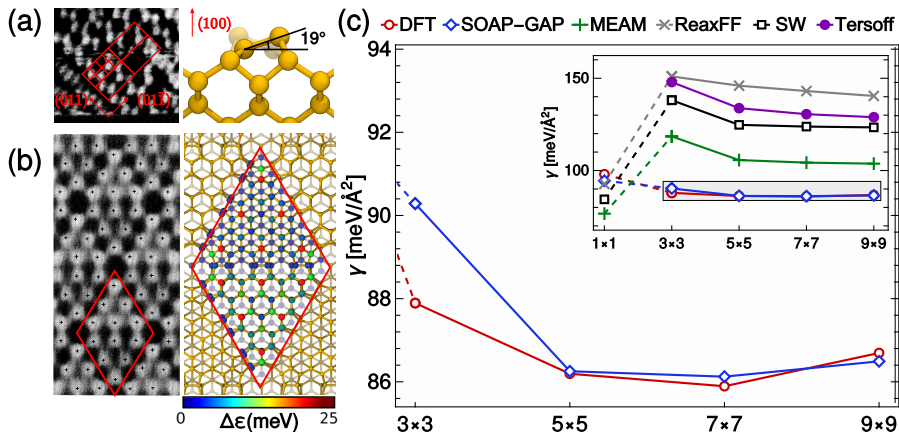 (a)
(011)
(01̄1̄)
(100)
19°
(b)
0
25
Δε(meV)
(c)
DFT
SOAP-GAP
MEAM
ReaxFF
SW
Tersoff
94
92
90
88
86
γ [meV/Å²]
3×3
5×5
7×7
9×9
150
100
γ [meV/Å²]
1×1
3×3
5×5
7×7
9×9